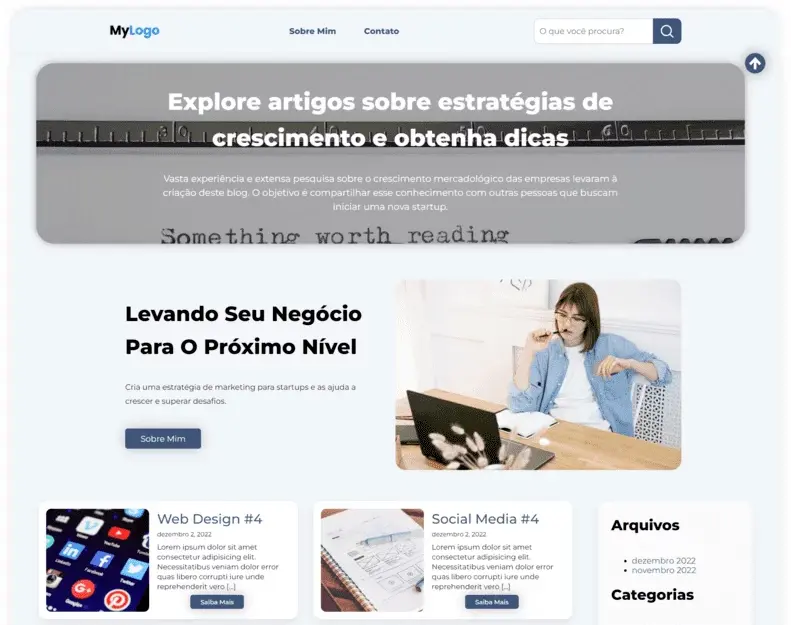 MyLogo
Sobre Mim
Contato
O que você procura?
Explore artigos sobre estratégias de
crescimento e obtenha dicas
Vasta experiência e extensa pesquisa sobre o crescimento mercadológico das empresas levaram à
criação deste blog. O objetivo é compartilhar esse conhecimento com outras pessoas que buscam
iniciar uma nova startup.
Something worth reading
Levando Seu Negócio
Para O Próximo Nível
Cria uma estratégia de marketing para startups e as ajuda a
crescer e superar desafios.
Sobre Mim
Web Design #4
dezembro 2, 2022
Lorem ipsum dolor sit amet
consectetur adipisicing elit.
Necessitatibus veniam dolor error
quas libero corrupti iure unde
reprehenderit vero [...]
Saiba Mais
Social Media #4
dezembro 2, 2022
Lorem ipsum dolor sit amet
consectetur adipisicing elit.
Necessitatibus veniam dolor error
quas libero corrupti iure unde
reprehenderit vero [...]
Saiba Mais
Arquivos
dezembro 2022
novembro 2022
Categorias